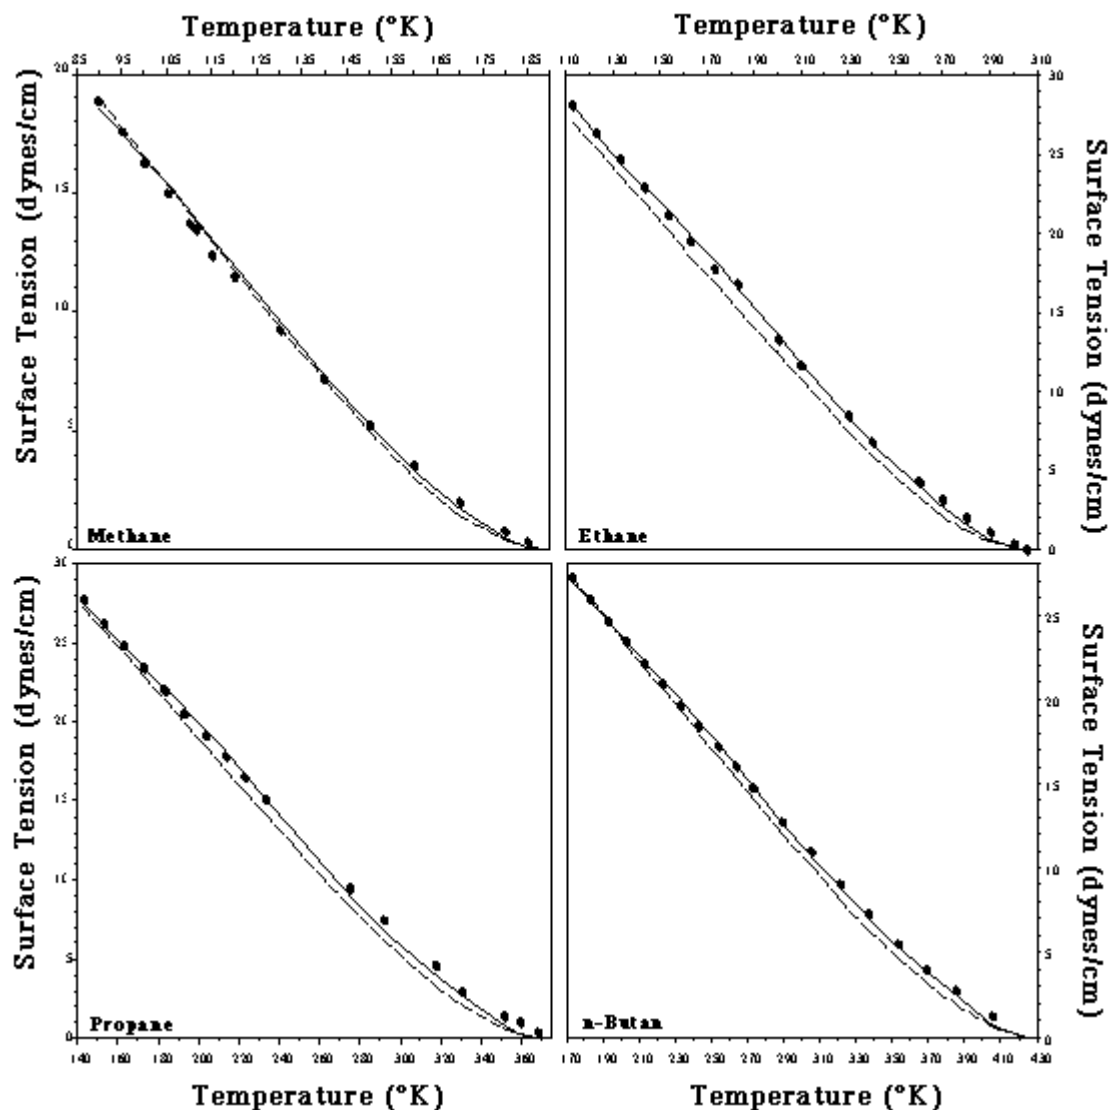 Temperature (°K)
Temperature (°K)
85 95 105 115 125 135 145 155 165 175 185
110 130 150 170 190 210 230 250 270 290 310
20
15
10
5
0
Surface Tension (dynes/cm)
Methane
30
25
20
15
10
5
0
Surface Tension (dynes/cm)
Ethane
30
25
20
15
10
5
0
Surface Tension (dynes/cm)
Propane
25
20
15
10
5
0
Surface Tension (dynes/cm)
n-Butan
140 160 180 200 220 240 260 280 300 320 340 360
170 190 210 230 250 270 290 310 330 350 370 390 410 430
Temperature (°K)
Temperature (°K)